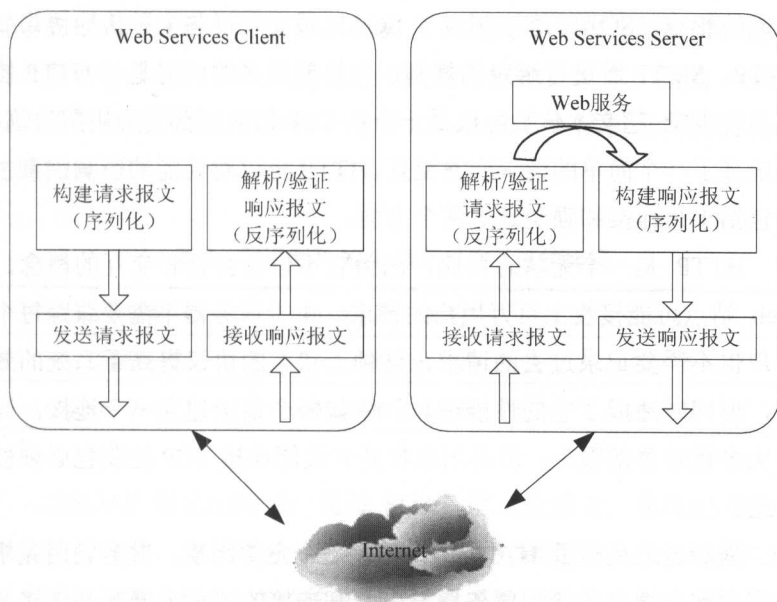 Web Services Client
构建请求报文
（序列化）
解析/验证
响应报文
（反序列化）
发送请求报文
接收响应报文
Web Services Server
Web服务
解析/验证
请求报文
（反序列化）
构建响应报文
（序列化）
接收请求报文
发送响应报文
Internet